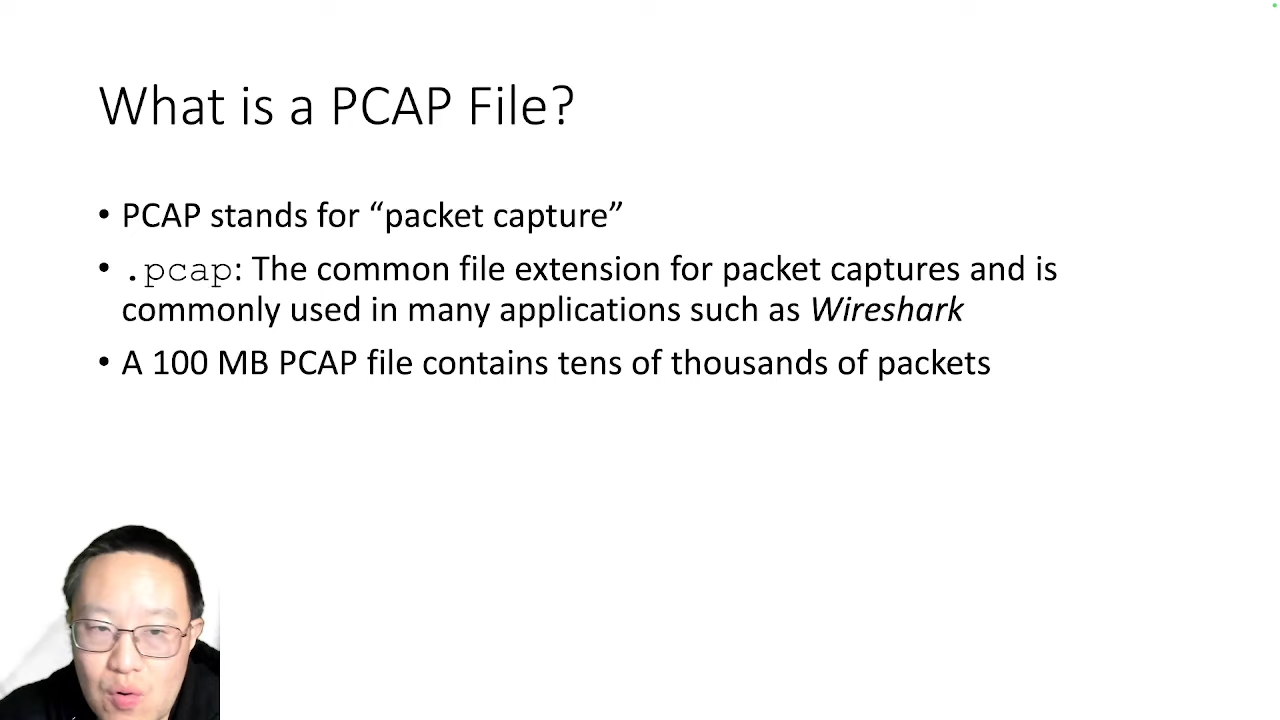 What is a PCAP File?
• PCAP stands for “packet capture”
• .pcap: The common file extension for packet captures and is
commonly used in many applications such as Wireshark
• A 100 MB PCAP file contains tens of thousands of packets